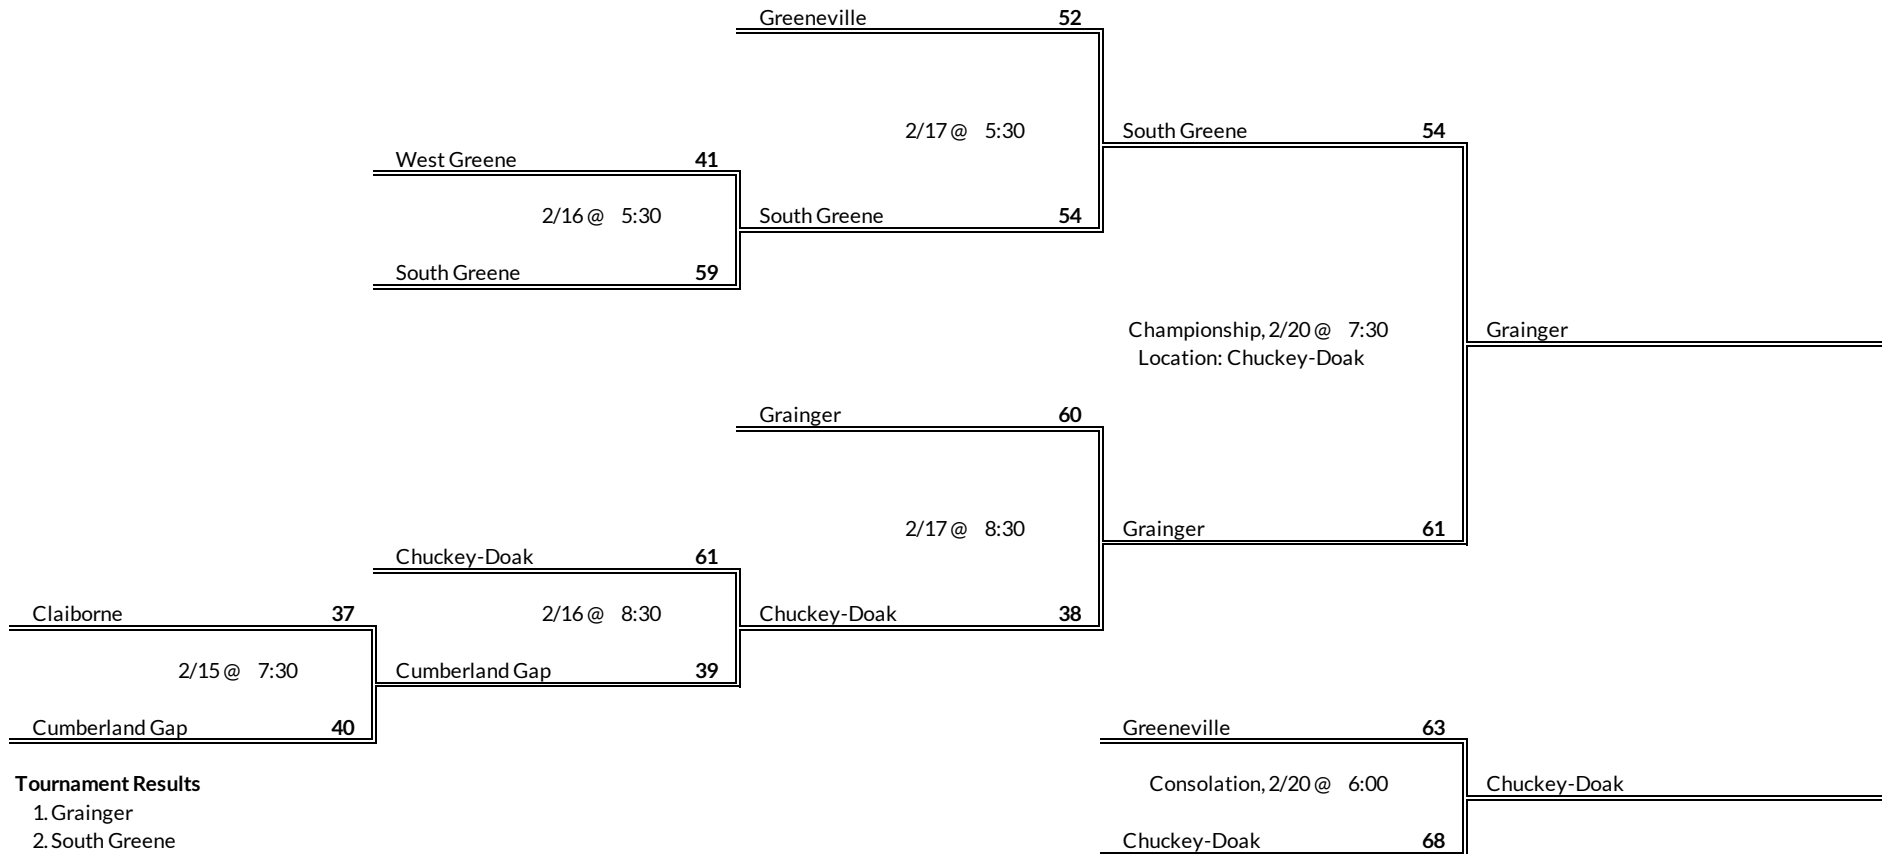 Greeneville 52
2/17 @ 5:30
South Greene 54
West Greene 41
2/16 @ 5:30
South Greene 54
South Greene 59
Championship, 2/20 @ 7:30
Grainger
Location: Chuckey-Doak
Grainger 60
2/17 @ 8:30
Grainger 61
Chuckey-Doak 61
Claiborne 37
2/16 @ 8:30
Chuckey-Doak 38
2/15 @ 7:30
Cumberland Gap 39
Cumberland Gap 40
Greeneville 63
Tournament Results
Consolation, 2/20 @ 6:00
Chuckey-Doak
1. Grainger
2. South Greene
Chuckey-Doak 68